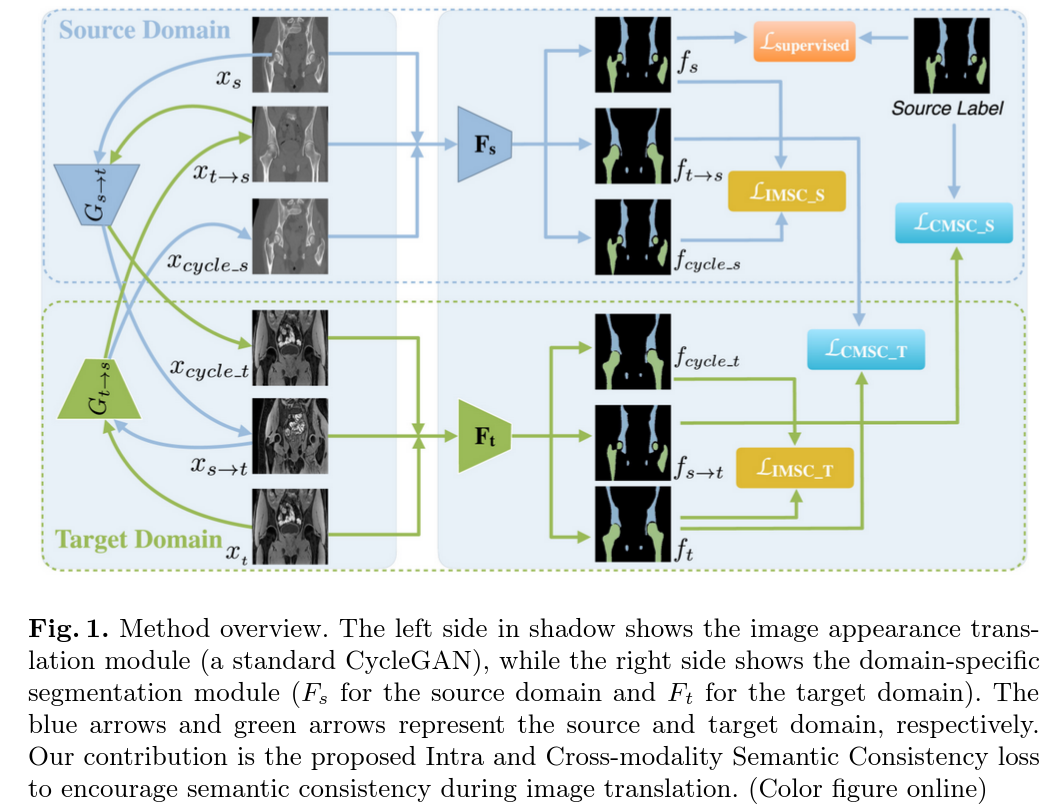 Source Domain
x_s
x_{t→s}
x_{cycle_s}
G_{s→t}
G_{t→s}
x_{cycle_t}
x_{s→t}
x_t
Target Domain
F_s
F_t
f_s
f_{t→s}
f_{cycle_s}
f_{cycle_t}
f_{s→t}
f_t
ℒ_supervised
Source Label
ℒ_IMSC_S
ℒ_CMSC_S
ℒ_CMSC_T
ℒ_IMSC_T
Fig. 1. Method overview. The left side in shadow shows the image appearance trans-
lation module (a standard CycleGAN), while the right side shows the domain-specific
segmentation module (F_s for the source domain and F_t for the target domain). The
blue arrows and green arrows represent the source and target domain, respectively.
Our contribution is the proposed Intra and Cross-modality Semantic Consistency loss
to encourage semantic consistency during image translation. (Color figure online)